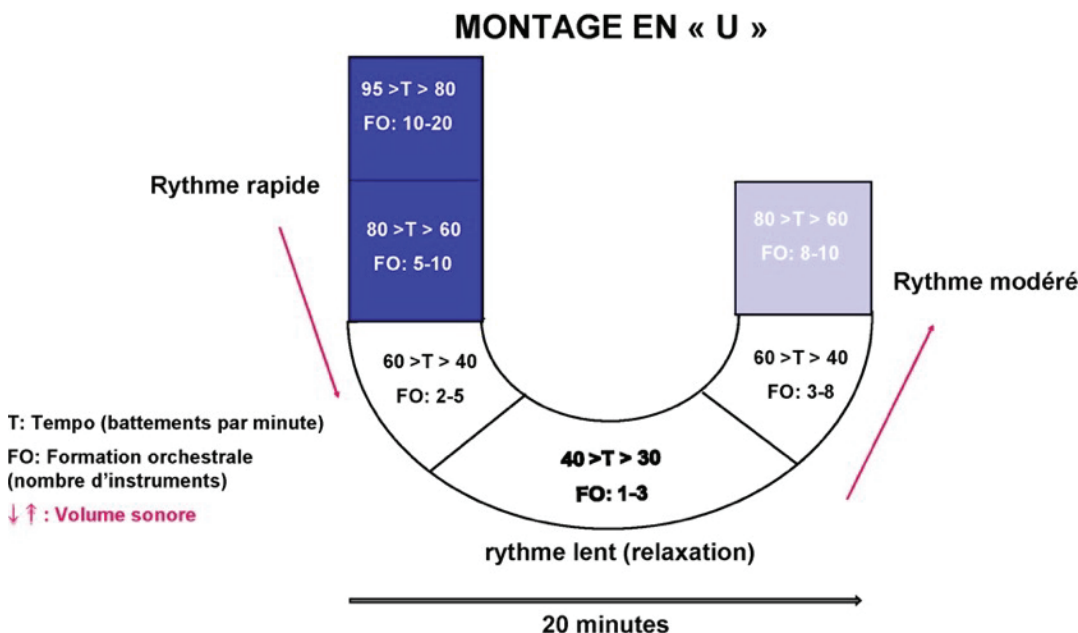 MONTAGE EN « U »
95 >T > 80
FO: 10-20
Rythme rapide
80 >T > 60
FO: 5-10
80 >T > 60
FO: 8-10
Rythme modéré
60 >T > 40
FO: 2-5
60 >T > 40
FO: 3-8
40 >T > 30
FO: 1-3
T: Tempo (battements par minute)
FO: Formation orchestrale
(nombre d'instruments)
↓ ↑ : Volume sonore
rythme lent (relaxation)
20 minutes